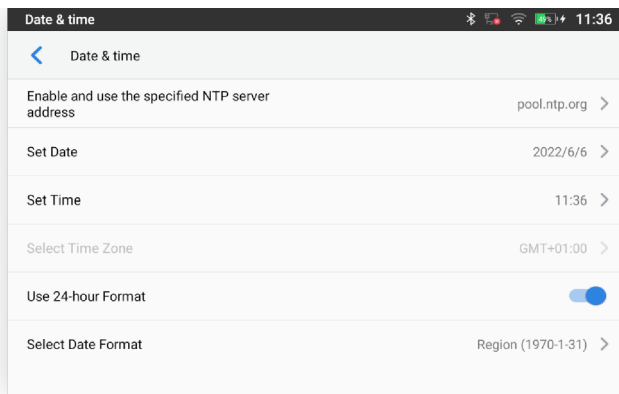 Date & time 49% 11:36
Date & time
Enable and use the specified NTP server
address
pool.ntp.org
Set Date 2022/6/6
Set Time 11:36
Select Time Zone GMT+01:00
Use 24-hour Format
Select Date Format Region (1970-1-31)